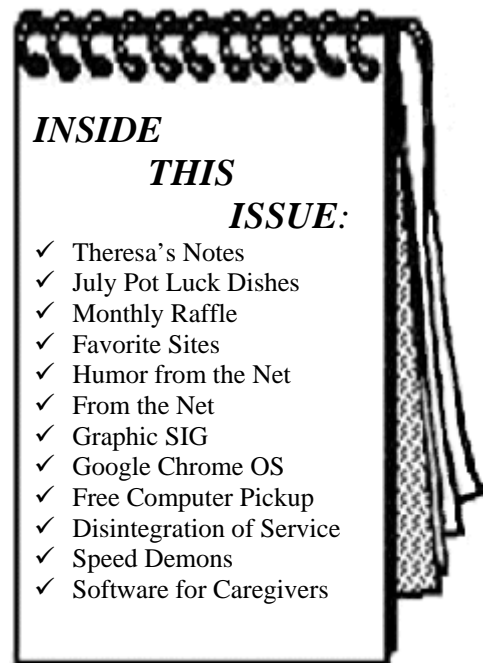 INSIDE
THIS
ISSUE:
✓ Theresa’s Notes
✓ July Pot Luck Dishes
✓ Monthly Raffle
✓ Favorite Sites
✓ Humor from the Net
✓ From the Net
✓ Graphic SIG
✓ Google Chrome OS
✓ Free Computer Pickup
✓ Disintegration of Service
✓ Speed Demons
✓ Software for Caregivers